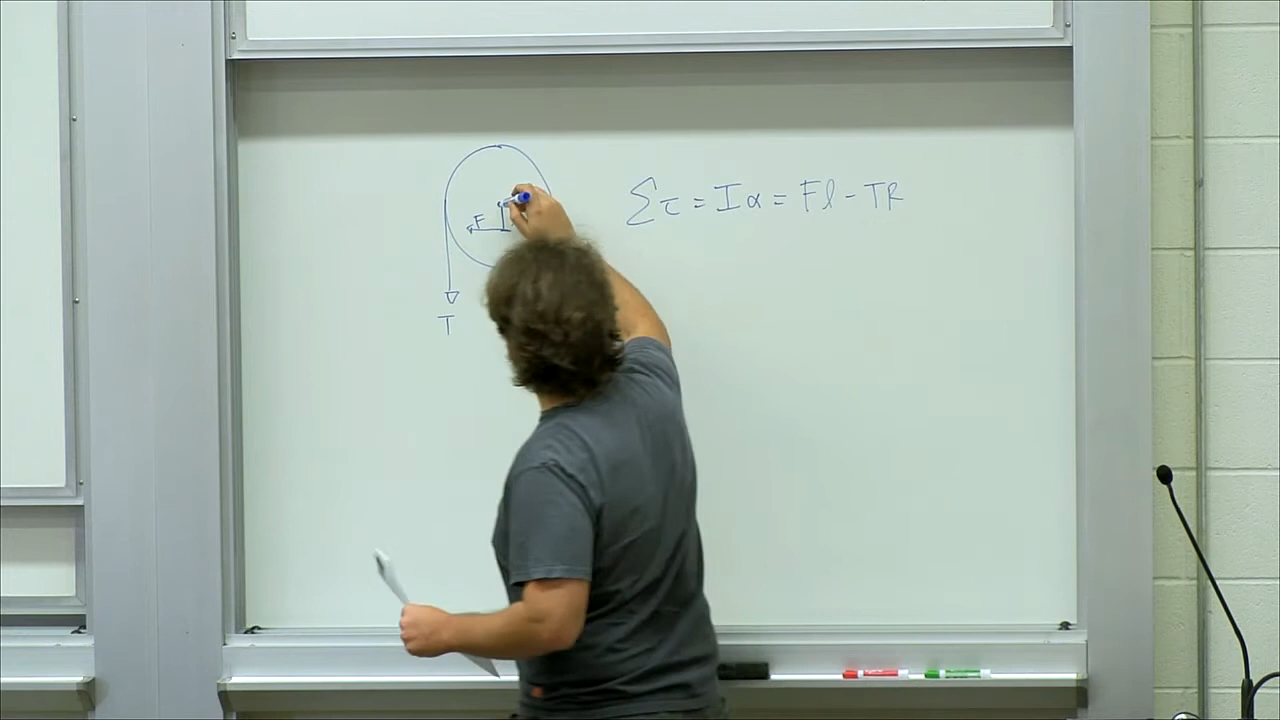 Στ = Iα = Fl - TR
F
T